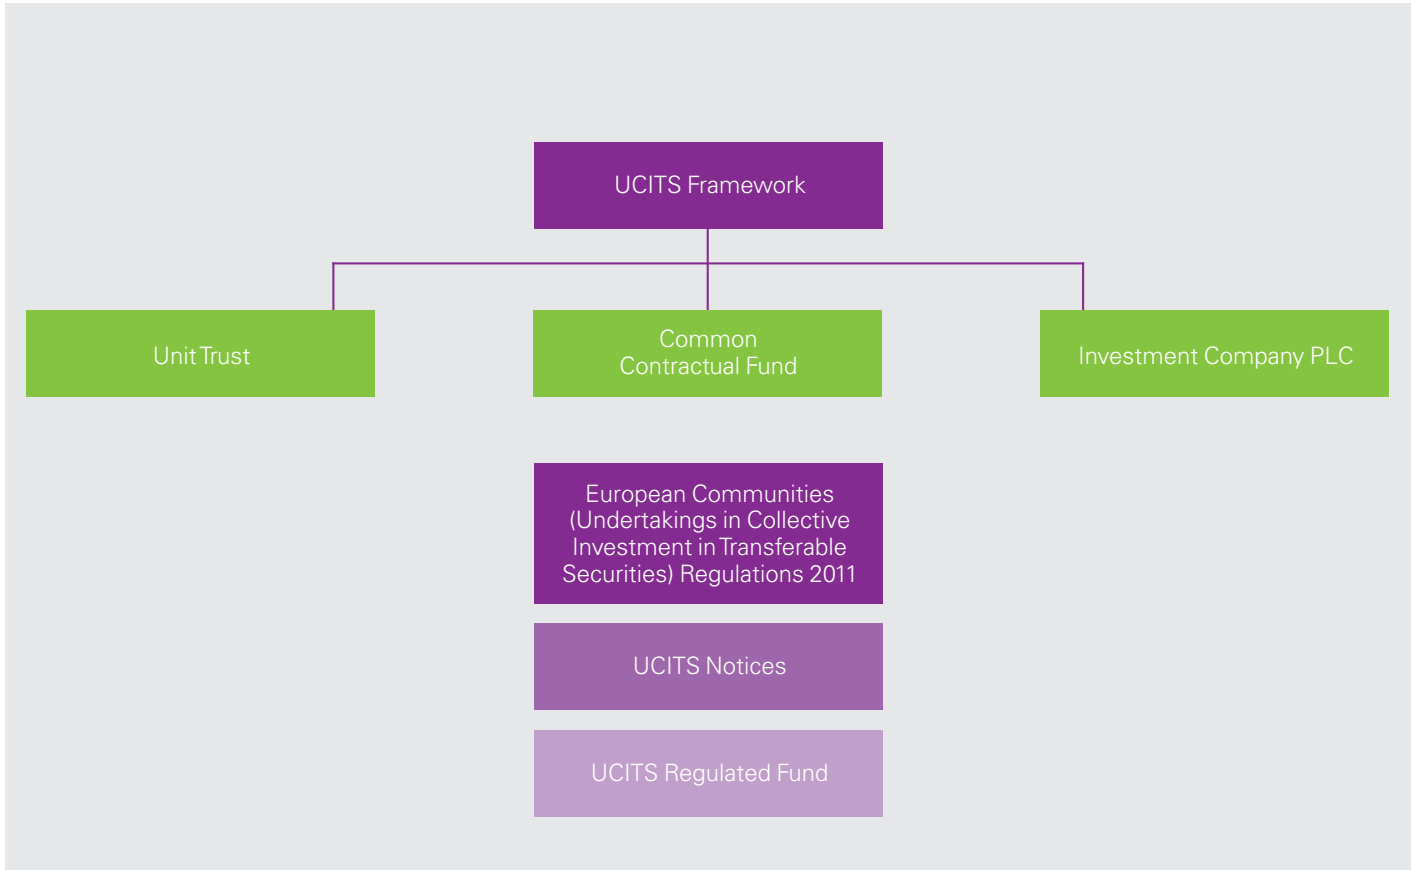 UCITS Framework
Unit Trust
Common
Contractual Fund
Investment Company PLC
European Communities
(Undertakings in Collective
Investment in Transferable
Securities) Regulations 2011
UCITS Notices
UCITS Regulated Fund